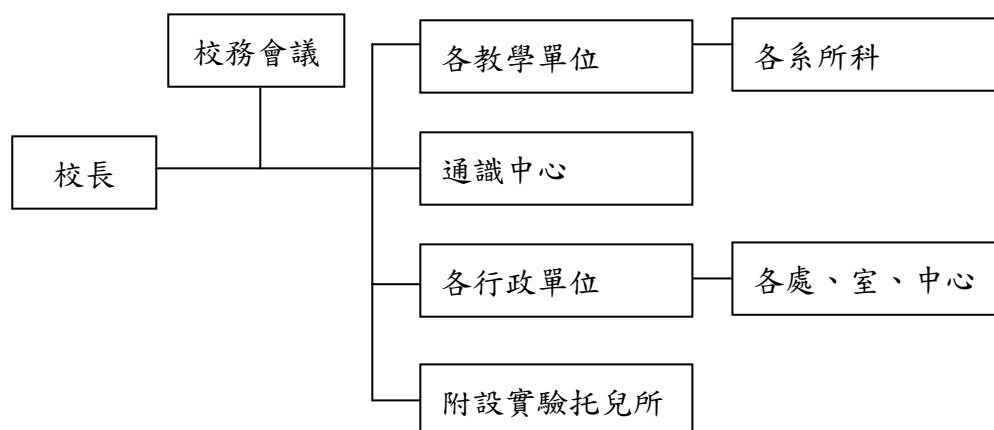 校務會議
各教學單位
各系所科
校長
通識中心
各行政單位
各處、室、中心
附設實驗托兒所